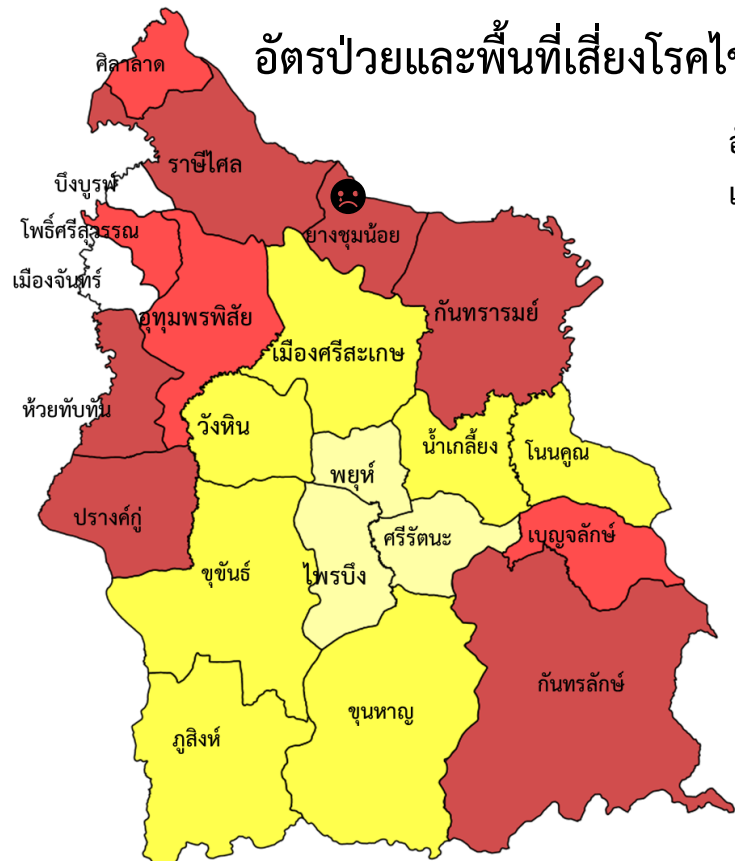 อัตรป่วยและพื้นที่เสี่ยงโรคไข
ศิลาลาด
ราษีไศล
บึงบูรพ์
ยางชุมน้อย
โพธิ์ศรีสุวรรณ
เมืองจันทร์
อุทุมพรพิสัย
กันทรารมย์
เมืองศรีสะเกษ
ห้วยทับทัน
วังหิน
น้ำเกลี้ยง
โนนคูณ
พยุห์
ปรางค์กู่
ศรีรัตนะ
เบญจลักษ์
ขุขันธ์
ไพรบึง
กันทรลักษ์
ขุนหาญ
ภูสิงห์